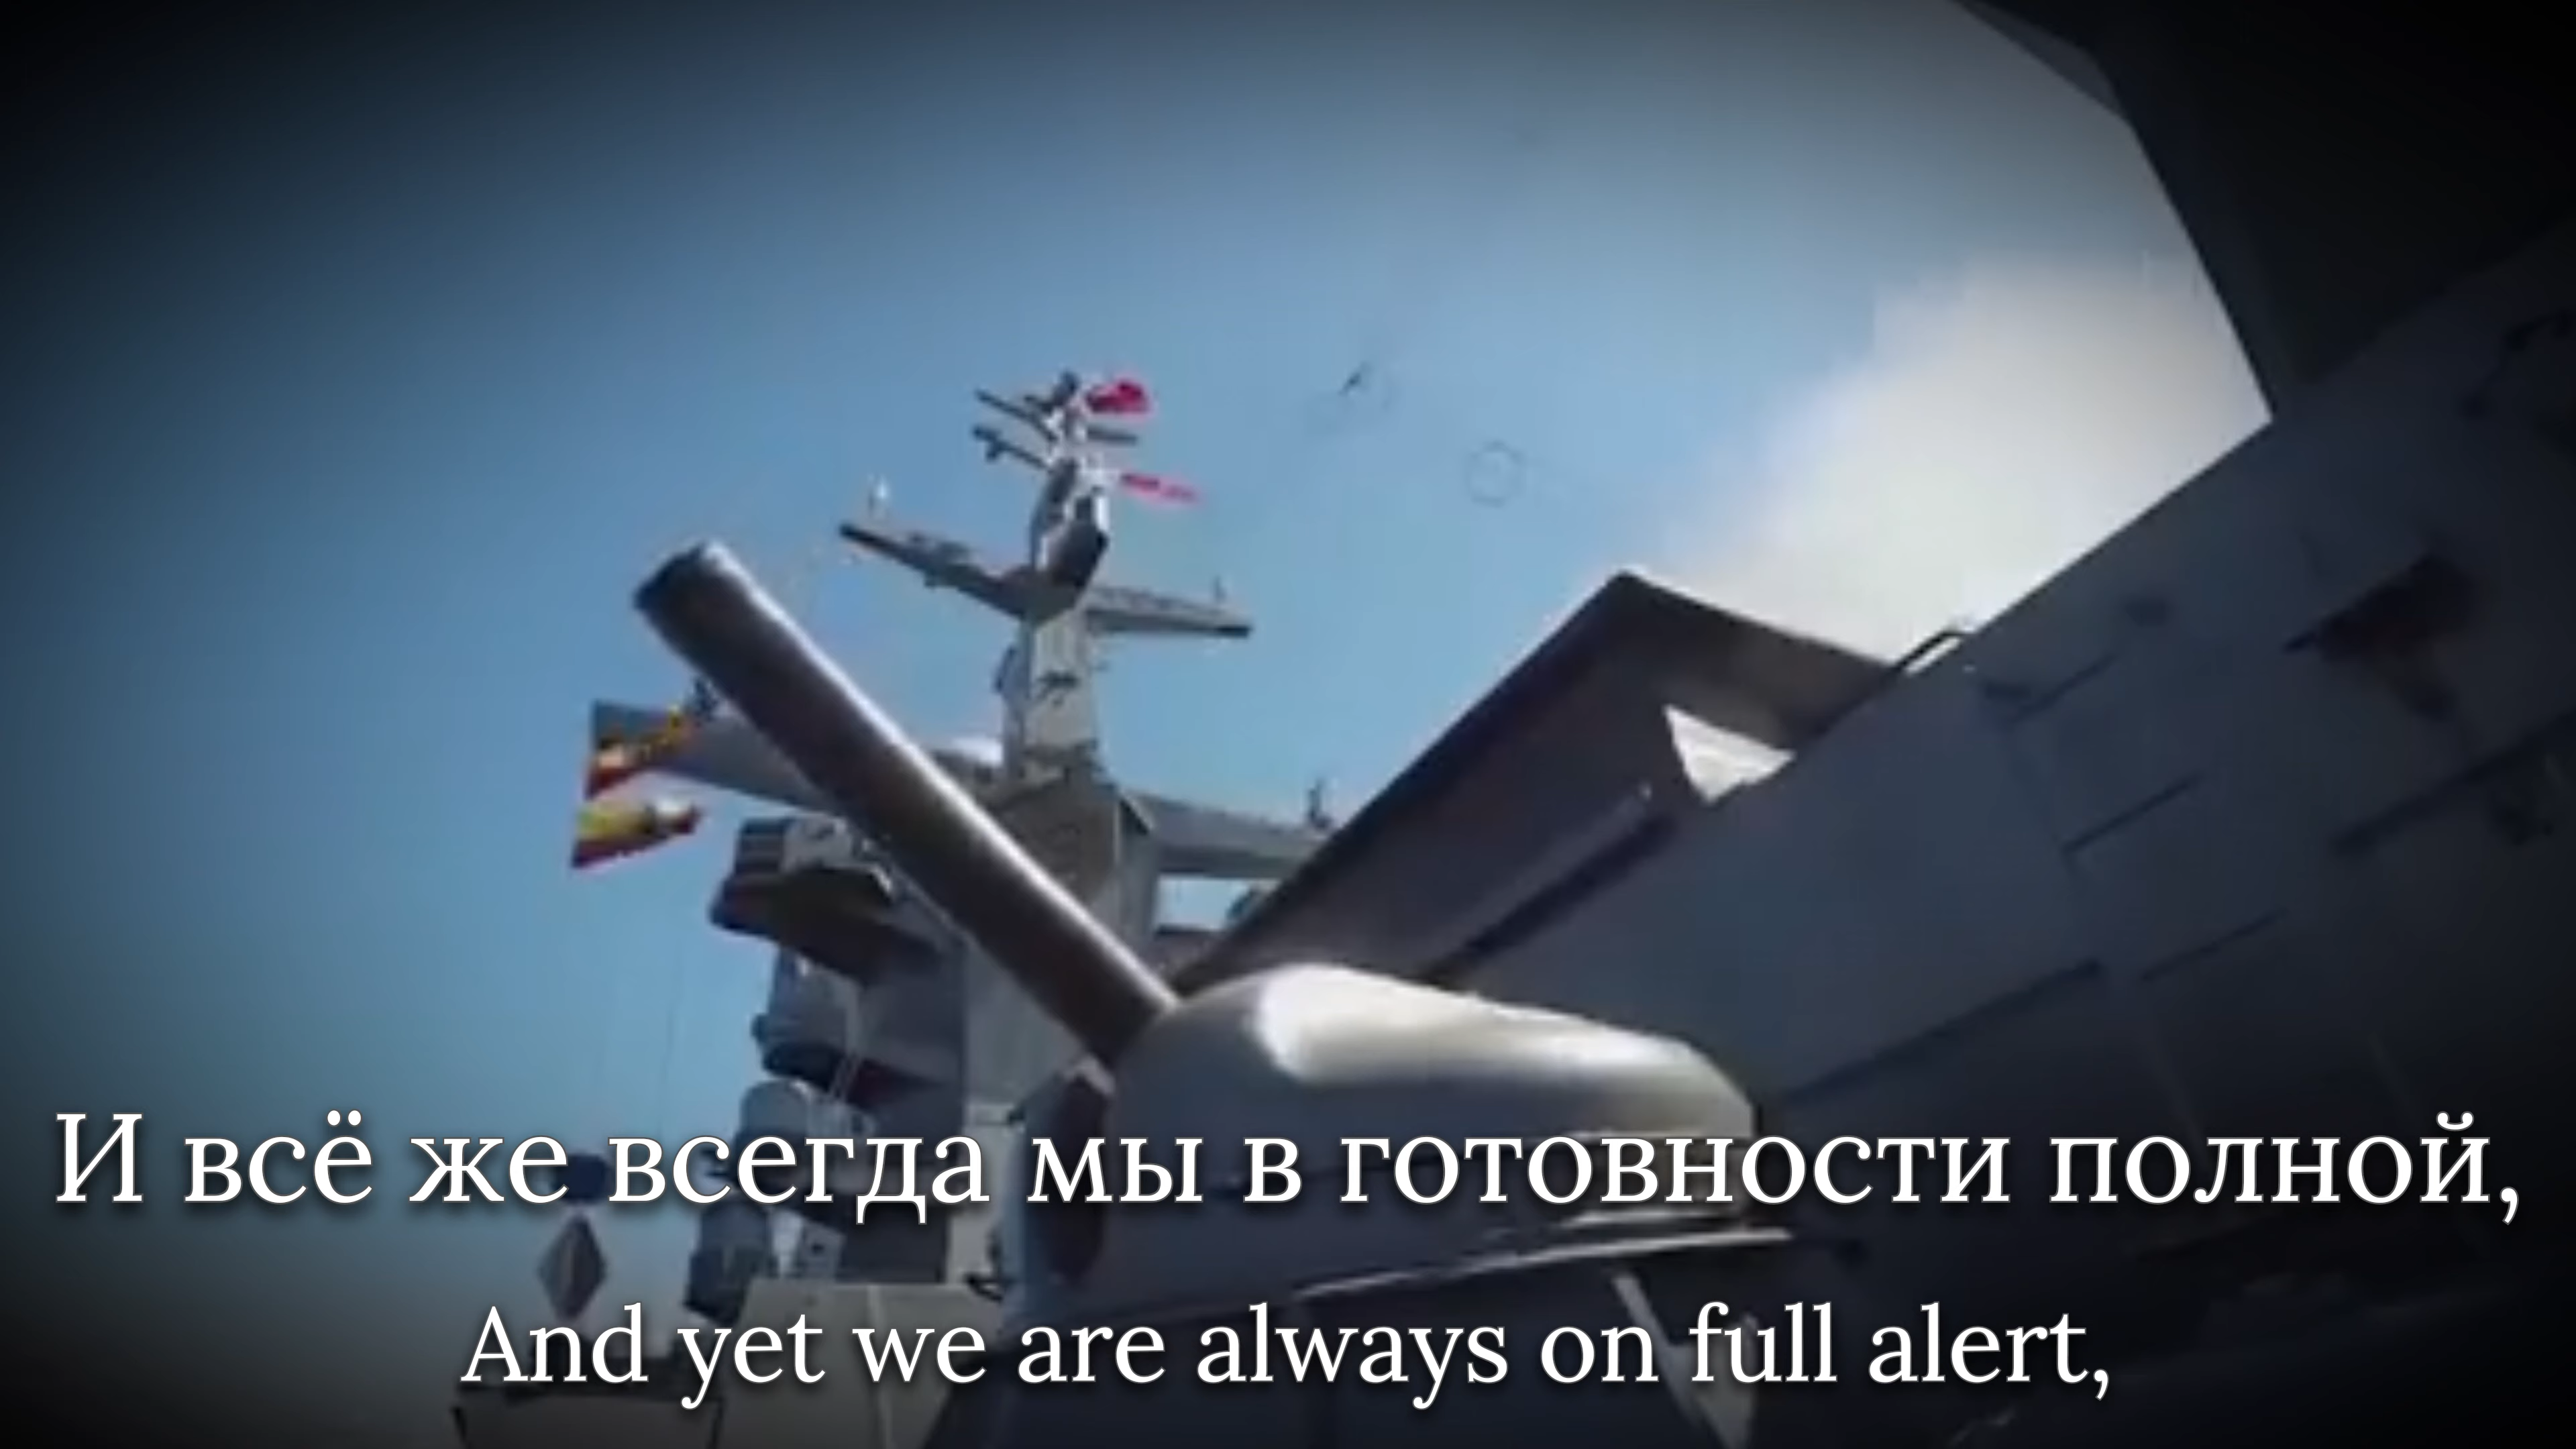 И всё же всегда мы в готовности полной,
And yet we are always on full alert,